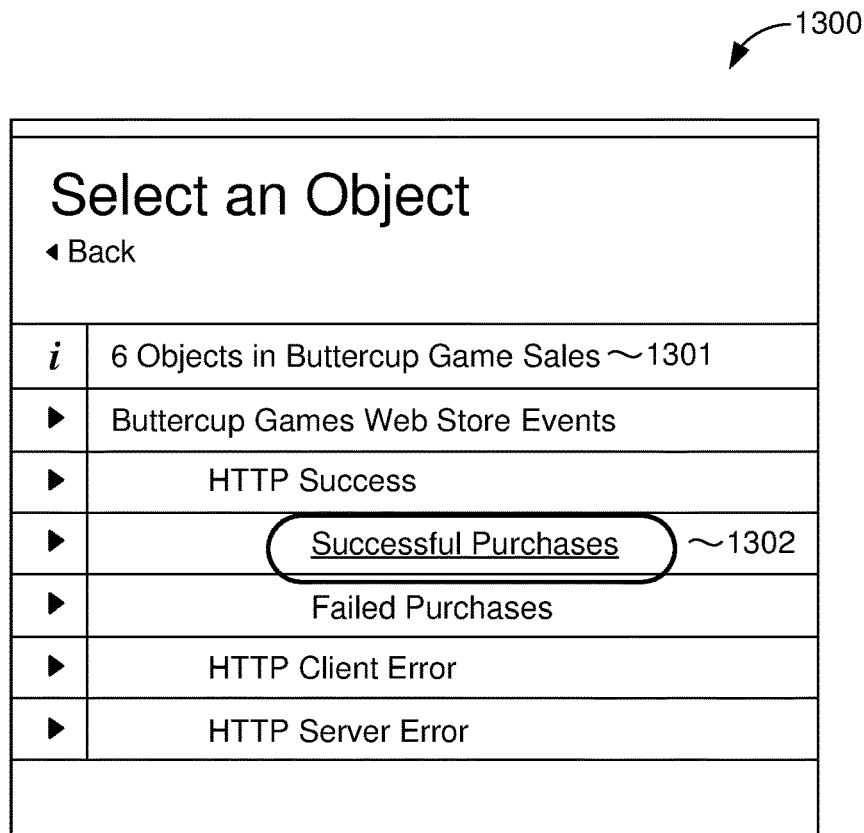 1300
Select an Object
Back
i 6 Objects in Buttercup Game Sales 1301
Buttercup Games Web Store Events
HTTP Success
Successful Purchases 1302
Failed Purchases
HTTP Client Error
HTTP Server Error